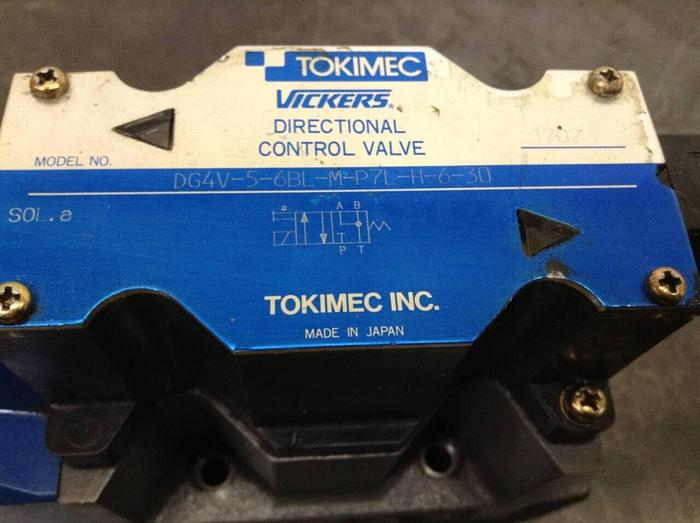 TOKIMEC
VICKERS®
DIRECTIONAL
CONTROL VALVE
1702
MODEL NO.
DG4V-5-6BL-M-P7L-H-6-30
SOL.a
a A B
T
P T
TOKIMEC INC.
MADE IN JAPAN